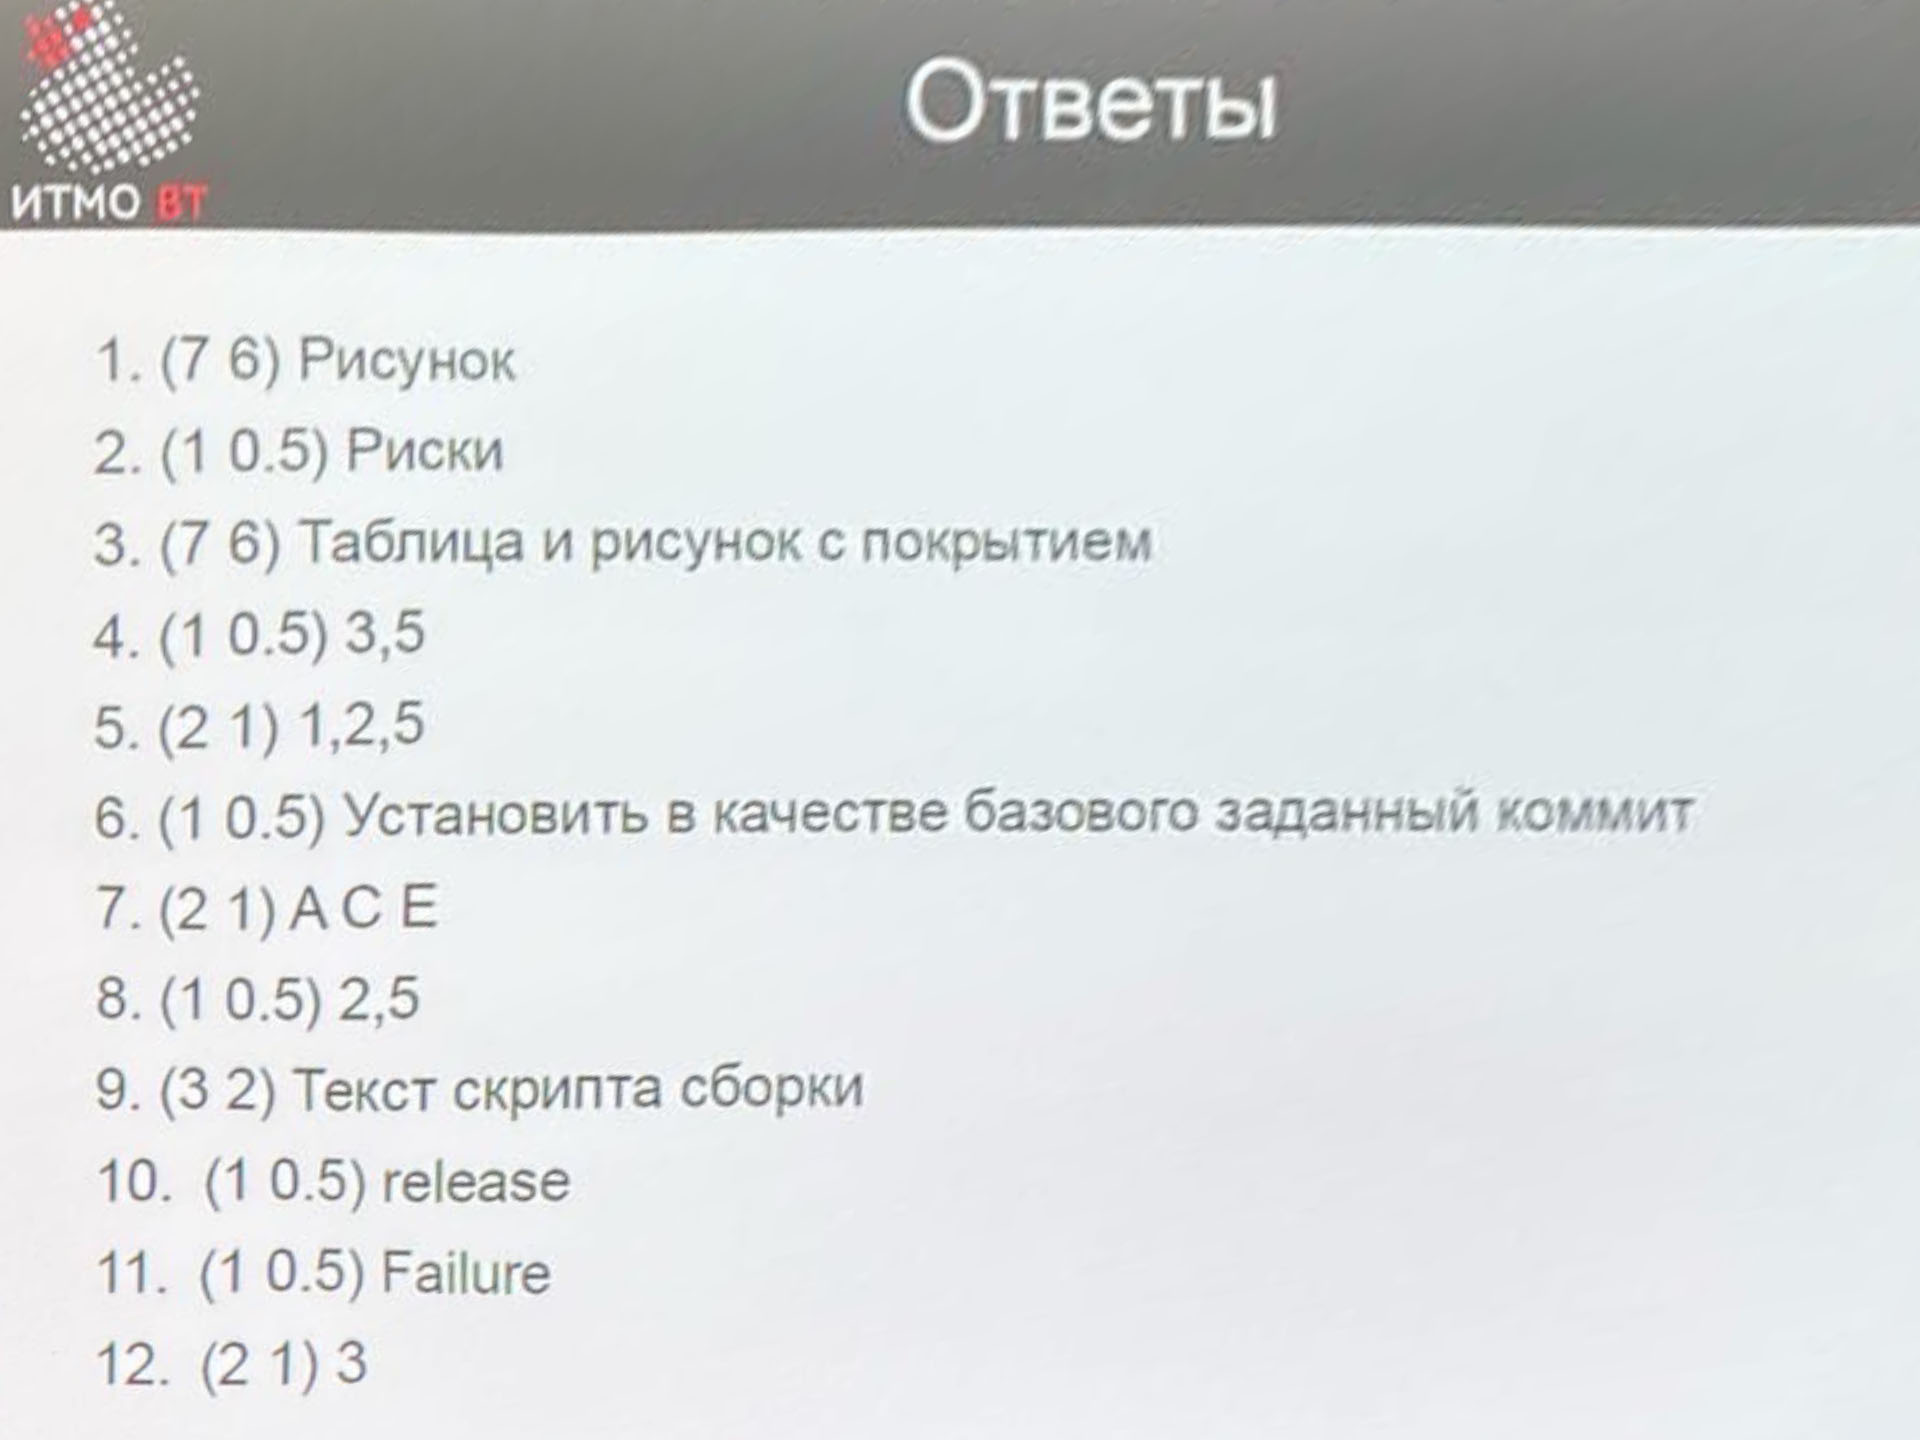 Ответы
ИТМО ВТ
1. (7 6) Рисунок
2. (1 0.5) Риски
3. (7 6) Таблица и рисунок с покрытием
4. (1 0.5) 3,5
5. (2 1) 1,2,5
6. (1 0.5) Установить в качестве базового заданный коммит
7. (2 1) A C E
8. (1 0.5) 2,5
9. (3 2) Текст скрипта сборки
10. (1 0.5) release
11. (1 0.5) Failure
12. (2 1) 3